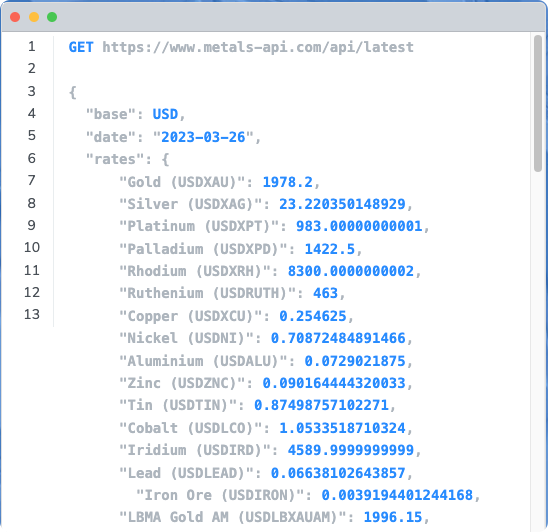 1 GET https://www.metals-api.com/api/latest
2
3 {
4 "base": USD,
5 "date": "2023-03-26",
6 "rates": {
7 "Gold (USDXAU)": 1978.2,
8 "Silver (USDXAG)": 23.220350148929,
9 "Platinum (USDXPT)": 983.00000000001,
10 "Palladium (USDXPD)": 1422.5,
11 "Rhodium (USDXRH)": 8300.0000000002,
12 "Ruthenium (USDRUTH)": 463,
13 "Copper (USDXCU)": 0.254625,
"Nickel (USDNI)": 0.70872484891466,
"Aluminium (USDALU)": 0.0729021875,
"Zinc (USDZNC)": 0.090164444320033,
"Tin (USDTIN)": 0.87498757102271,
"Cobalt (USDLCO)": 1.0533518710324,
"Iridium (USDIRD)": 4589.9999999999,
"Lead (USDLEAD)": 0.06638102643857,
"Iron Ore (USDIRON)": 0.0039194401244168,
"LBMA Gold AM (USDLBXAUAM)": 1996.15,